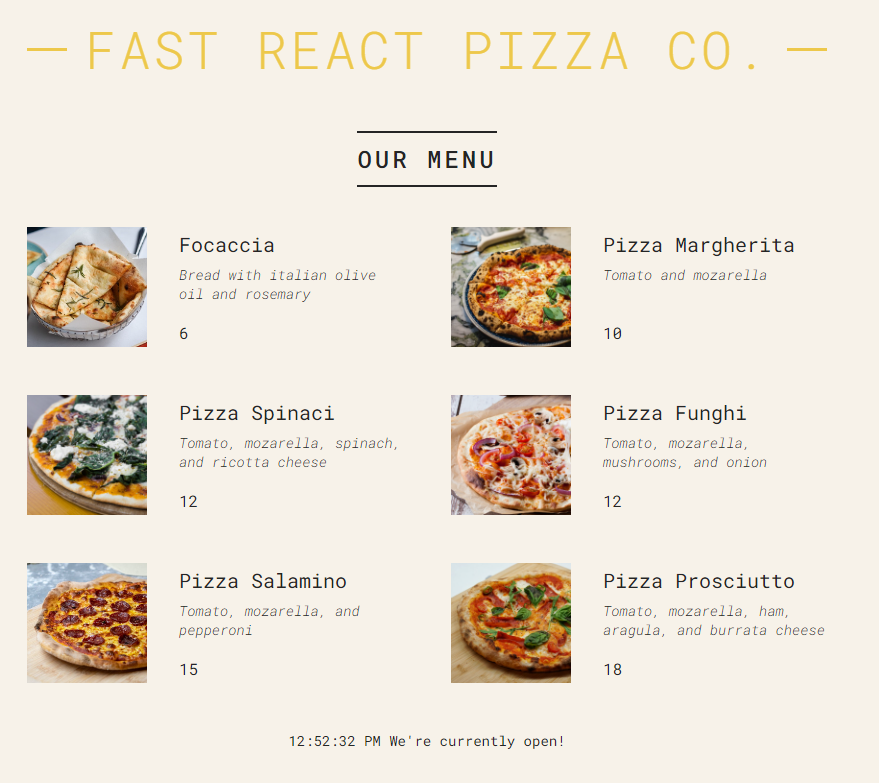 FAST REACT PIZZA CO.
OUR MENU
Focaccia
Bread with italian olive
oil and rosemary
6
Pizza Margherita
Tomato and mozarella
10
Pizza Spinaci
Tomato, mozarella, spinach,
and ricotta cheese
12
Pizza Funghi
Tomato, mozarella,
mushrooms, and onion
12
Pizza Salamino
Tomato, mozarella, and
pepperoni
15
Pizza Prosciutto
Tomato, mozarella, ham,
aragula, and burrata cheese
18
12:52:32 PM We're currently open!